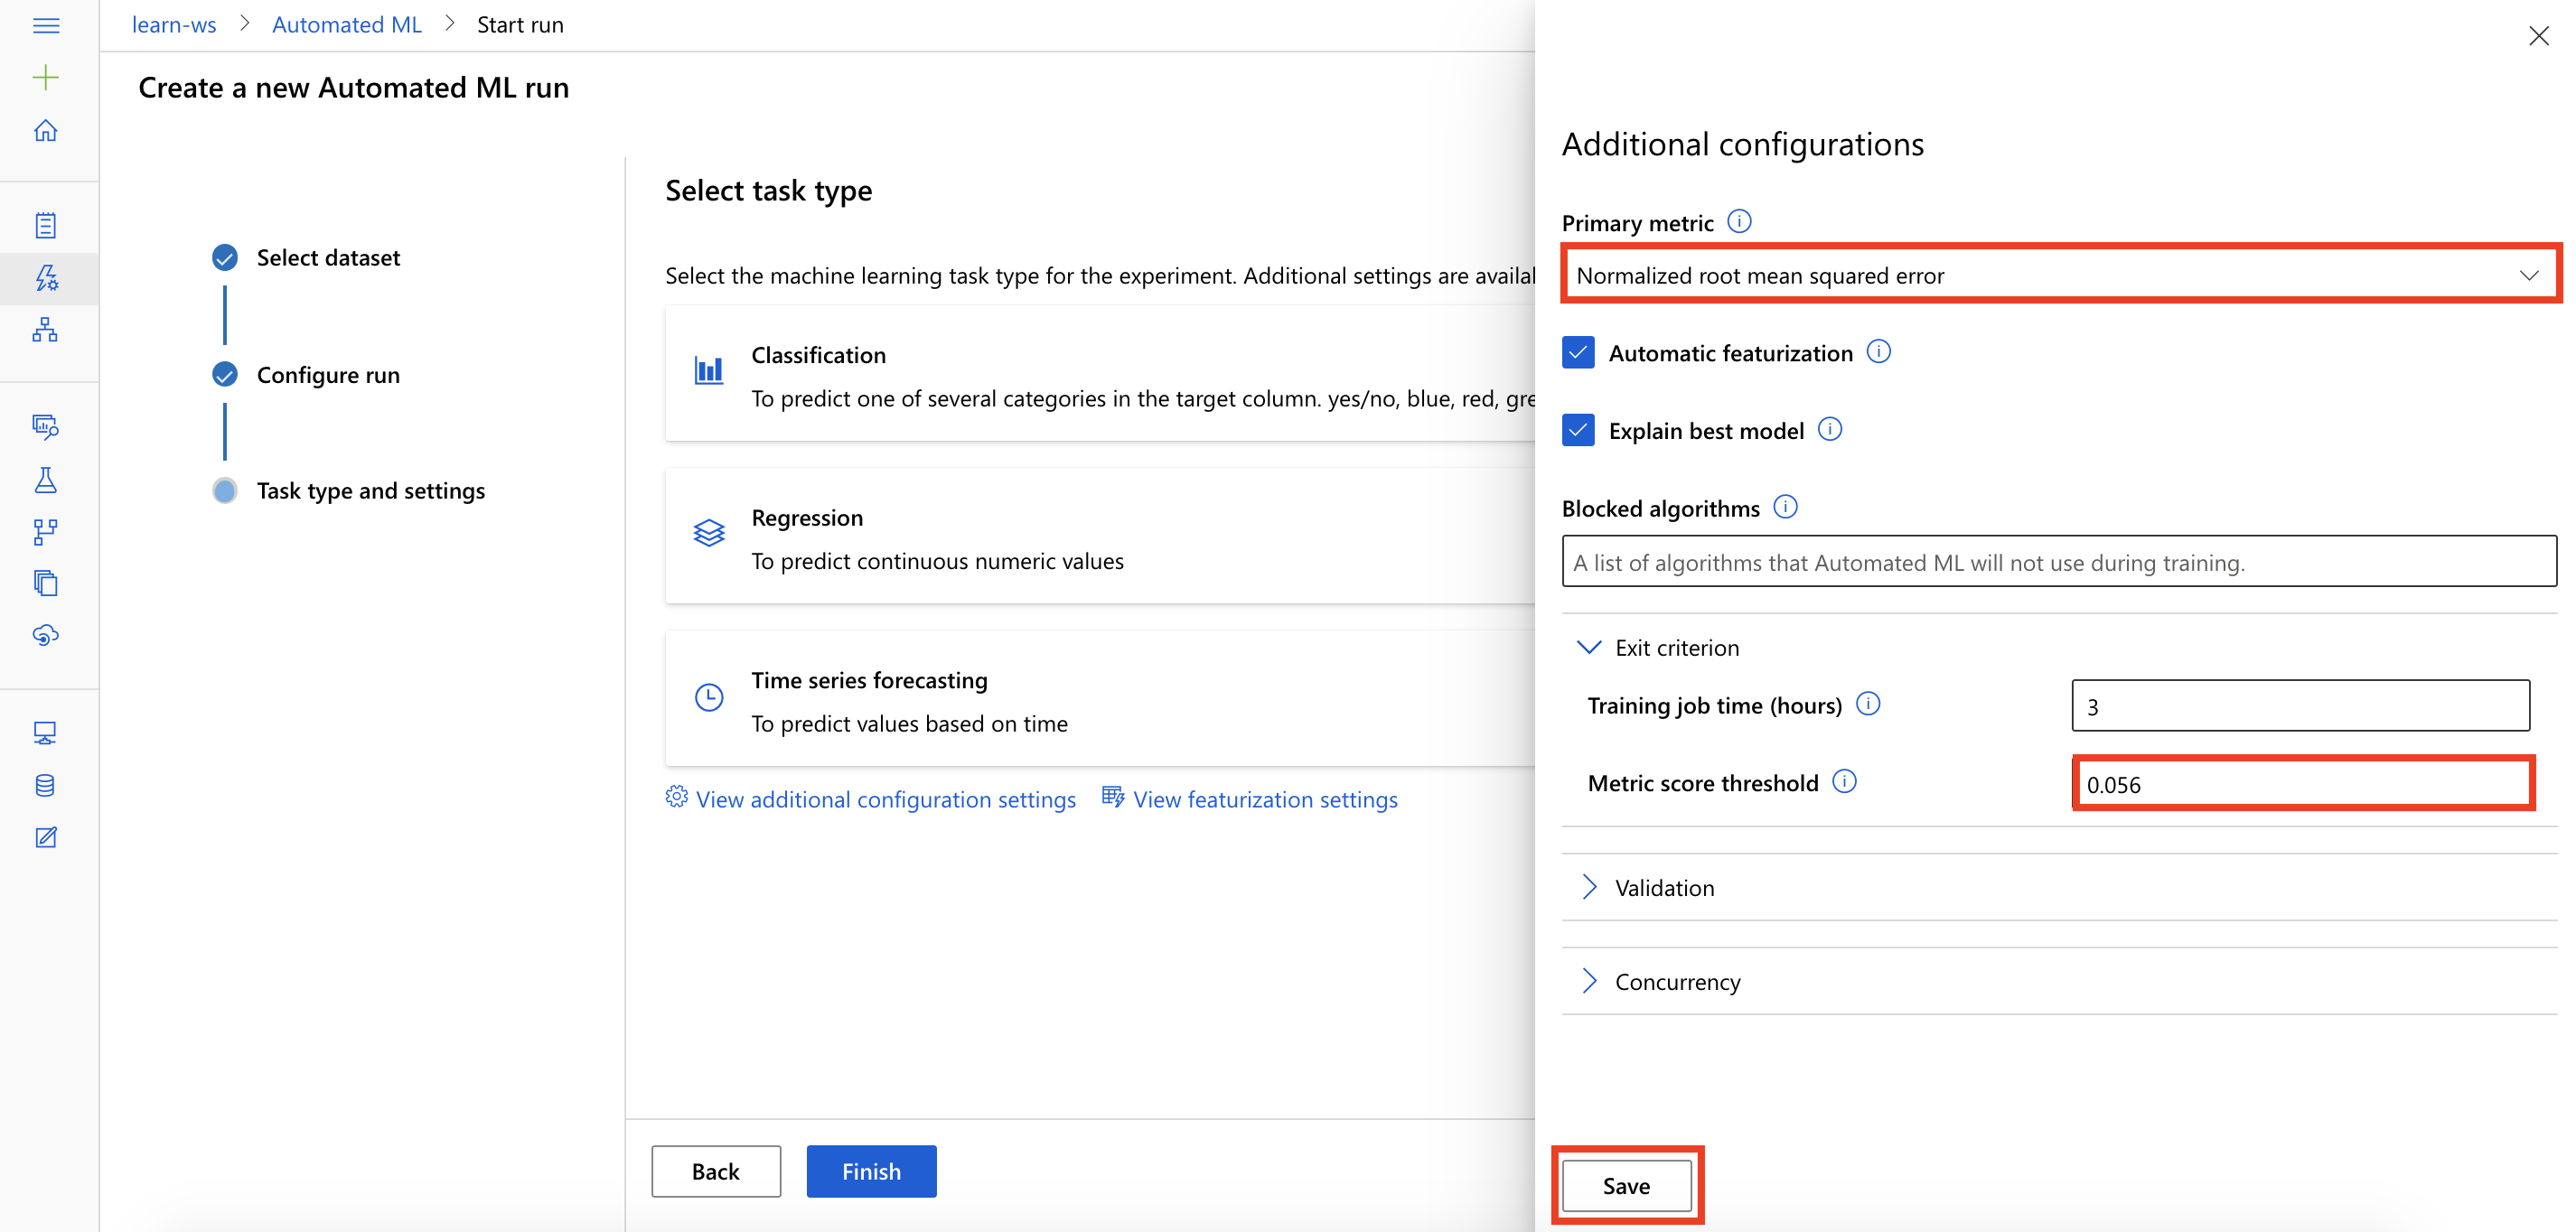 learn-ws > Automated ML > Start run
Create a new Automated ML run
Select dataset
Configure run
Task type and settings
Select task type
Select the machine learning task type for the experiment. Additional settings are availa
Classification
To predict one of several categories in the target column. yes/no, blue, red, gre
Regression
To predict continuous numeric values
Time series forecasting
To predict values based on time
View additional configuration settings View featurization settings
Back Finish
Additional configurations
Primary metric
Normalized root mean squared error
Automatic featurization
Explain best model
Blocked algorithms
A list of algorithms that Automated ML will not use during training.
Exit criterion
Training job time (hours) 3
Metric score threshold 0.056
Validation
Concurrency
Save